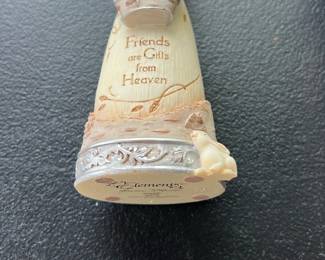 Friends
are Gifts
from
Heaven
Elements